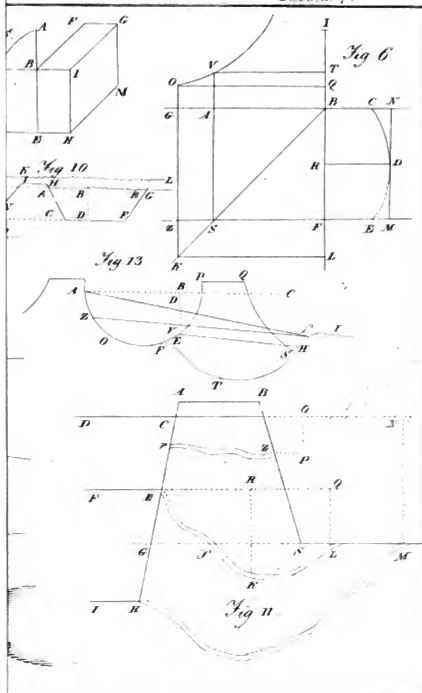 I
A F G
Fig 6
V T
B I
O Q
M
G A B C N
E H
Fig 10
H D
K H L
I A B E G
C D F
Z S F E M
K L
Fig 13
P Q
A B C
D
Z
O F E H
S
T
A B
D C O N
Z P
F E R Q
G S L M
K
I H
Fig 11